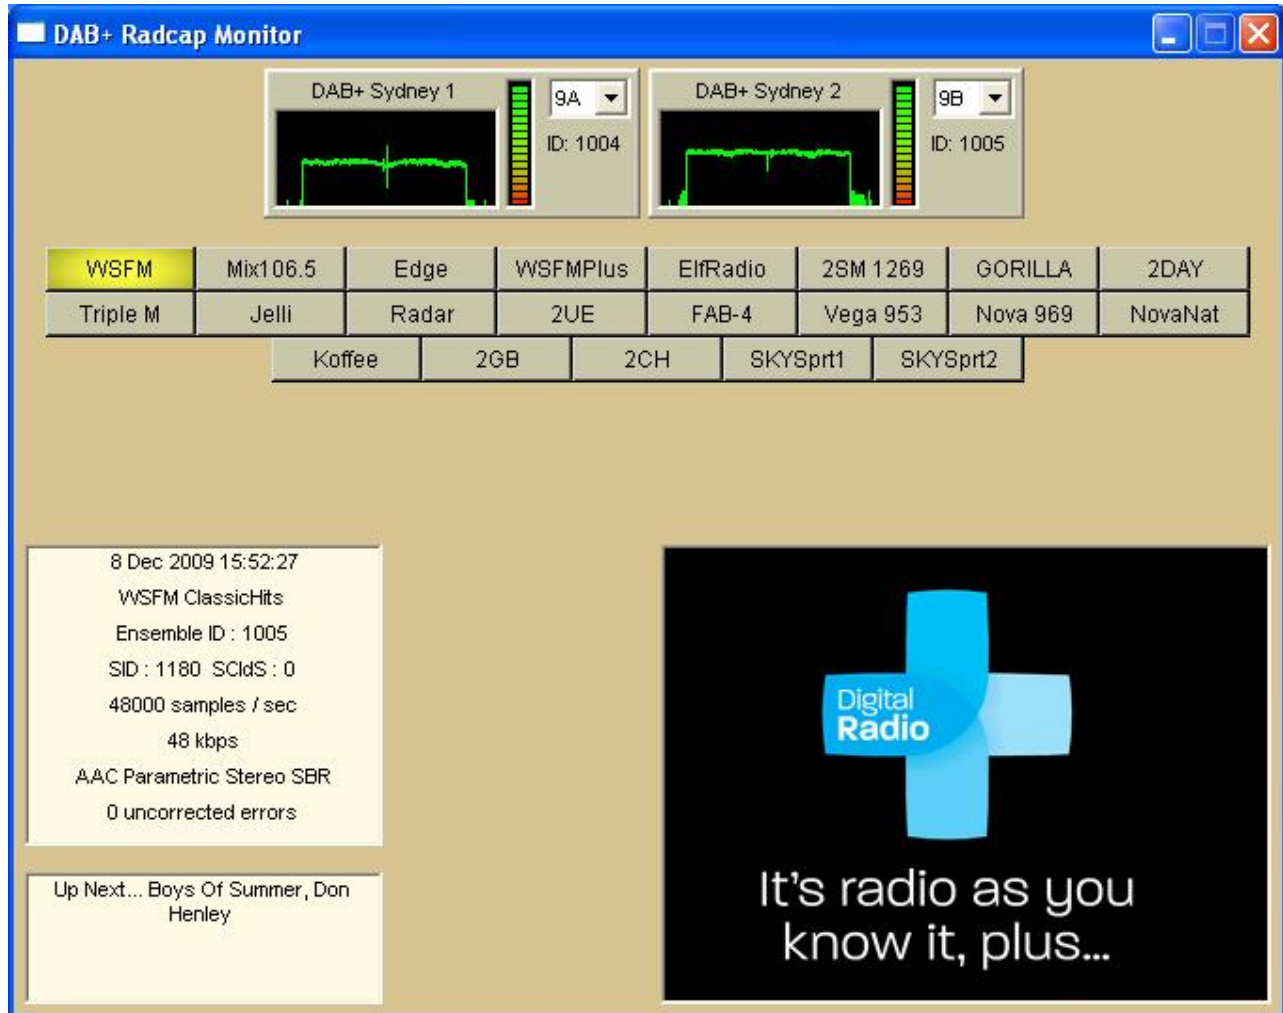 DAB+ Radcap Monitor
DAB+ Sydney 1
9A
ID: 1004
DAB+ Sydney 2
9B
ID: 1005
WSFM Mix106.5 Edge WSFMPlus ElfRadio 2SM 1269 GORILLA 2DAY
Triple M Jelli Radar 2UE FAB-4 Vega 953 Nova 969 NovaNat
Koffee 2GB 2CH SKYSprt1 SKYSprt2
8 Dec 2009 15:52:27
WSFM ClassicHits
Ensemble ID : 1005
SID : 1180 SCIdS : 0
48000 samples / sec
48 kbps
AAC Parametric Stereo SBR
0 uncorrected errors
Up Next... Boys Of Summer, Don
Henley
Digital
Radio
It's radio as you
know it, plus...